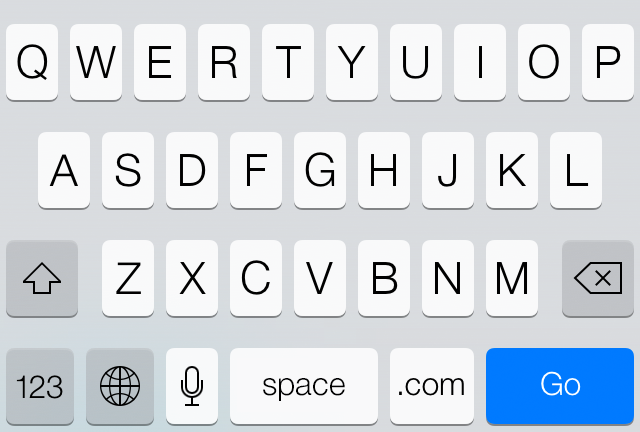 Q W E R T Y U I O P
A S D F G H J K L
Z X C V B N M
123 space .com Go